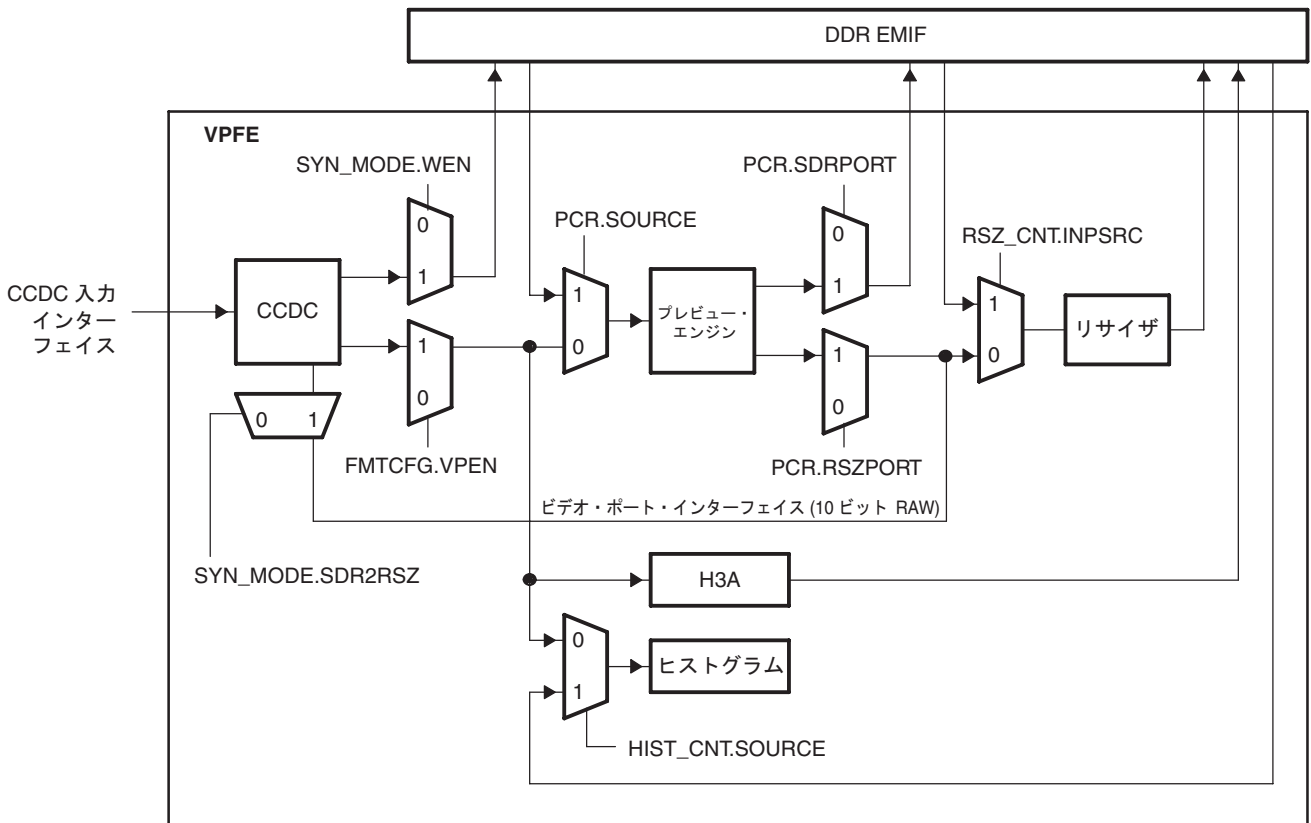 DDR EMIF
VPFE
SYN_MODE.WEN
PCR.SDRPORT
PCR.SOURCE
RSZ_CNT.INPSRC
0
1
0
1
1
0
1
0
CCDC 入力
インター
フェイス
CCDC
プレビュー・
エンジン
リサイザ
1
0
1
0
0 1
FMTCFG.VPEN
PCR.RSZPORT
ビデオ・ポート・インターフェイス (10 ビット RAW)
SYN_MODE.SDR2RSZ
H3A
0
1
ヒストグラム
HIST_CNT.SOURCE